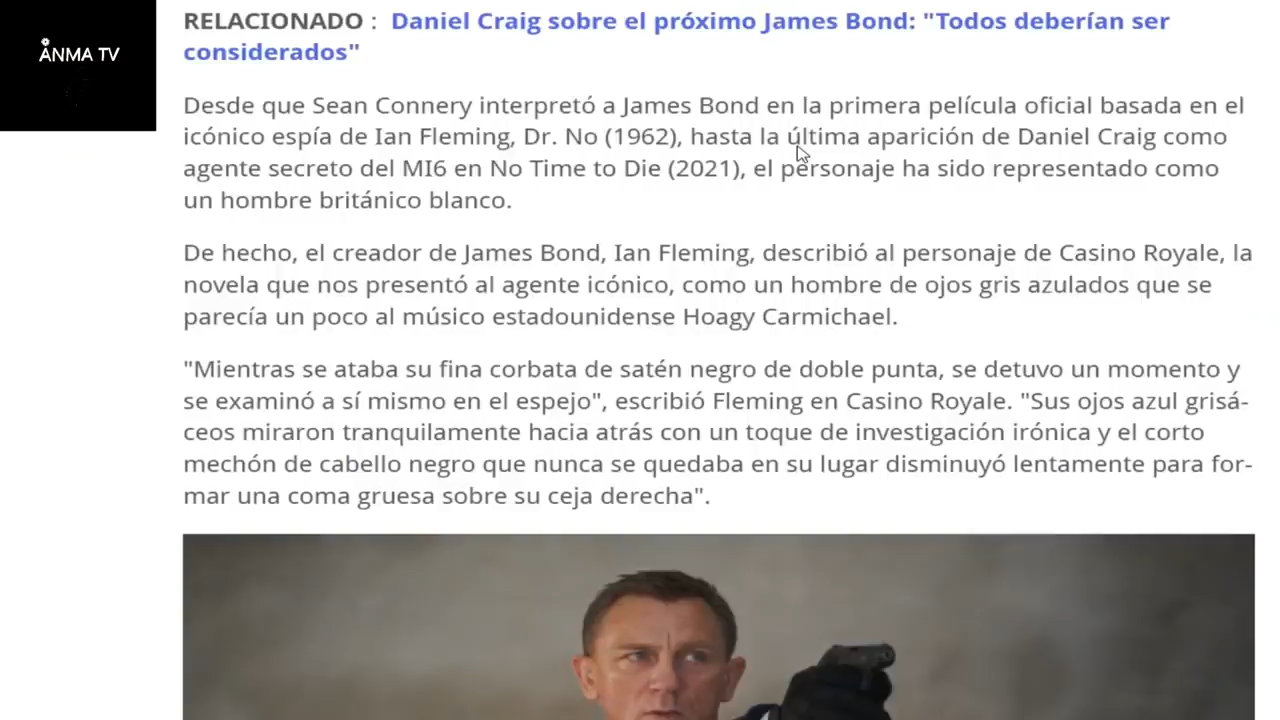 ANMA TV
RELACIONADO : Daniel Craig sobre el próximo James Bond: "Todos deberían ser
considerados"
Desde que Sean Connery interpretó a James Bond en la primera película oficial basada en el
icónico espía de Ian Fleming, Dr. No (1962), hasta la última aparición de Daniel Craig como
agente secreto del MI6 en No Time to Die (2021), el personaje ha sido representado como
un hombre británico blanco.
De hecho, el creador de James Bond, Ian Fleming, describió al personaje de Casino Royale, la
novela que nos presentó al agente icónico, como un hombre de ojos gris azulados que se
parecía un poco al músico estadounidense Hoagy Carmichael.
"Mientras se ataba su fina corbata de satén negro de doble punta, se detuvo un momento y
se examinó a sí mismo en el espejo", escribió Fleming en Casino Royale. "Sus ojos azul grisá-
ceos miraron tranquilamente hacia atrás con un toque de investigación irónica y el corto
mechón de cabello negro que nunca se quedaba en su lugar disminuyó lentamente para for-
mar una coma gruesa sobre su ceja derecha".